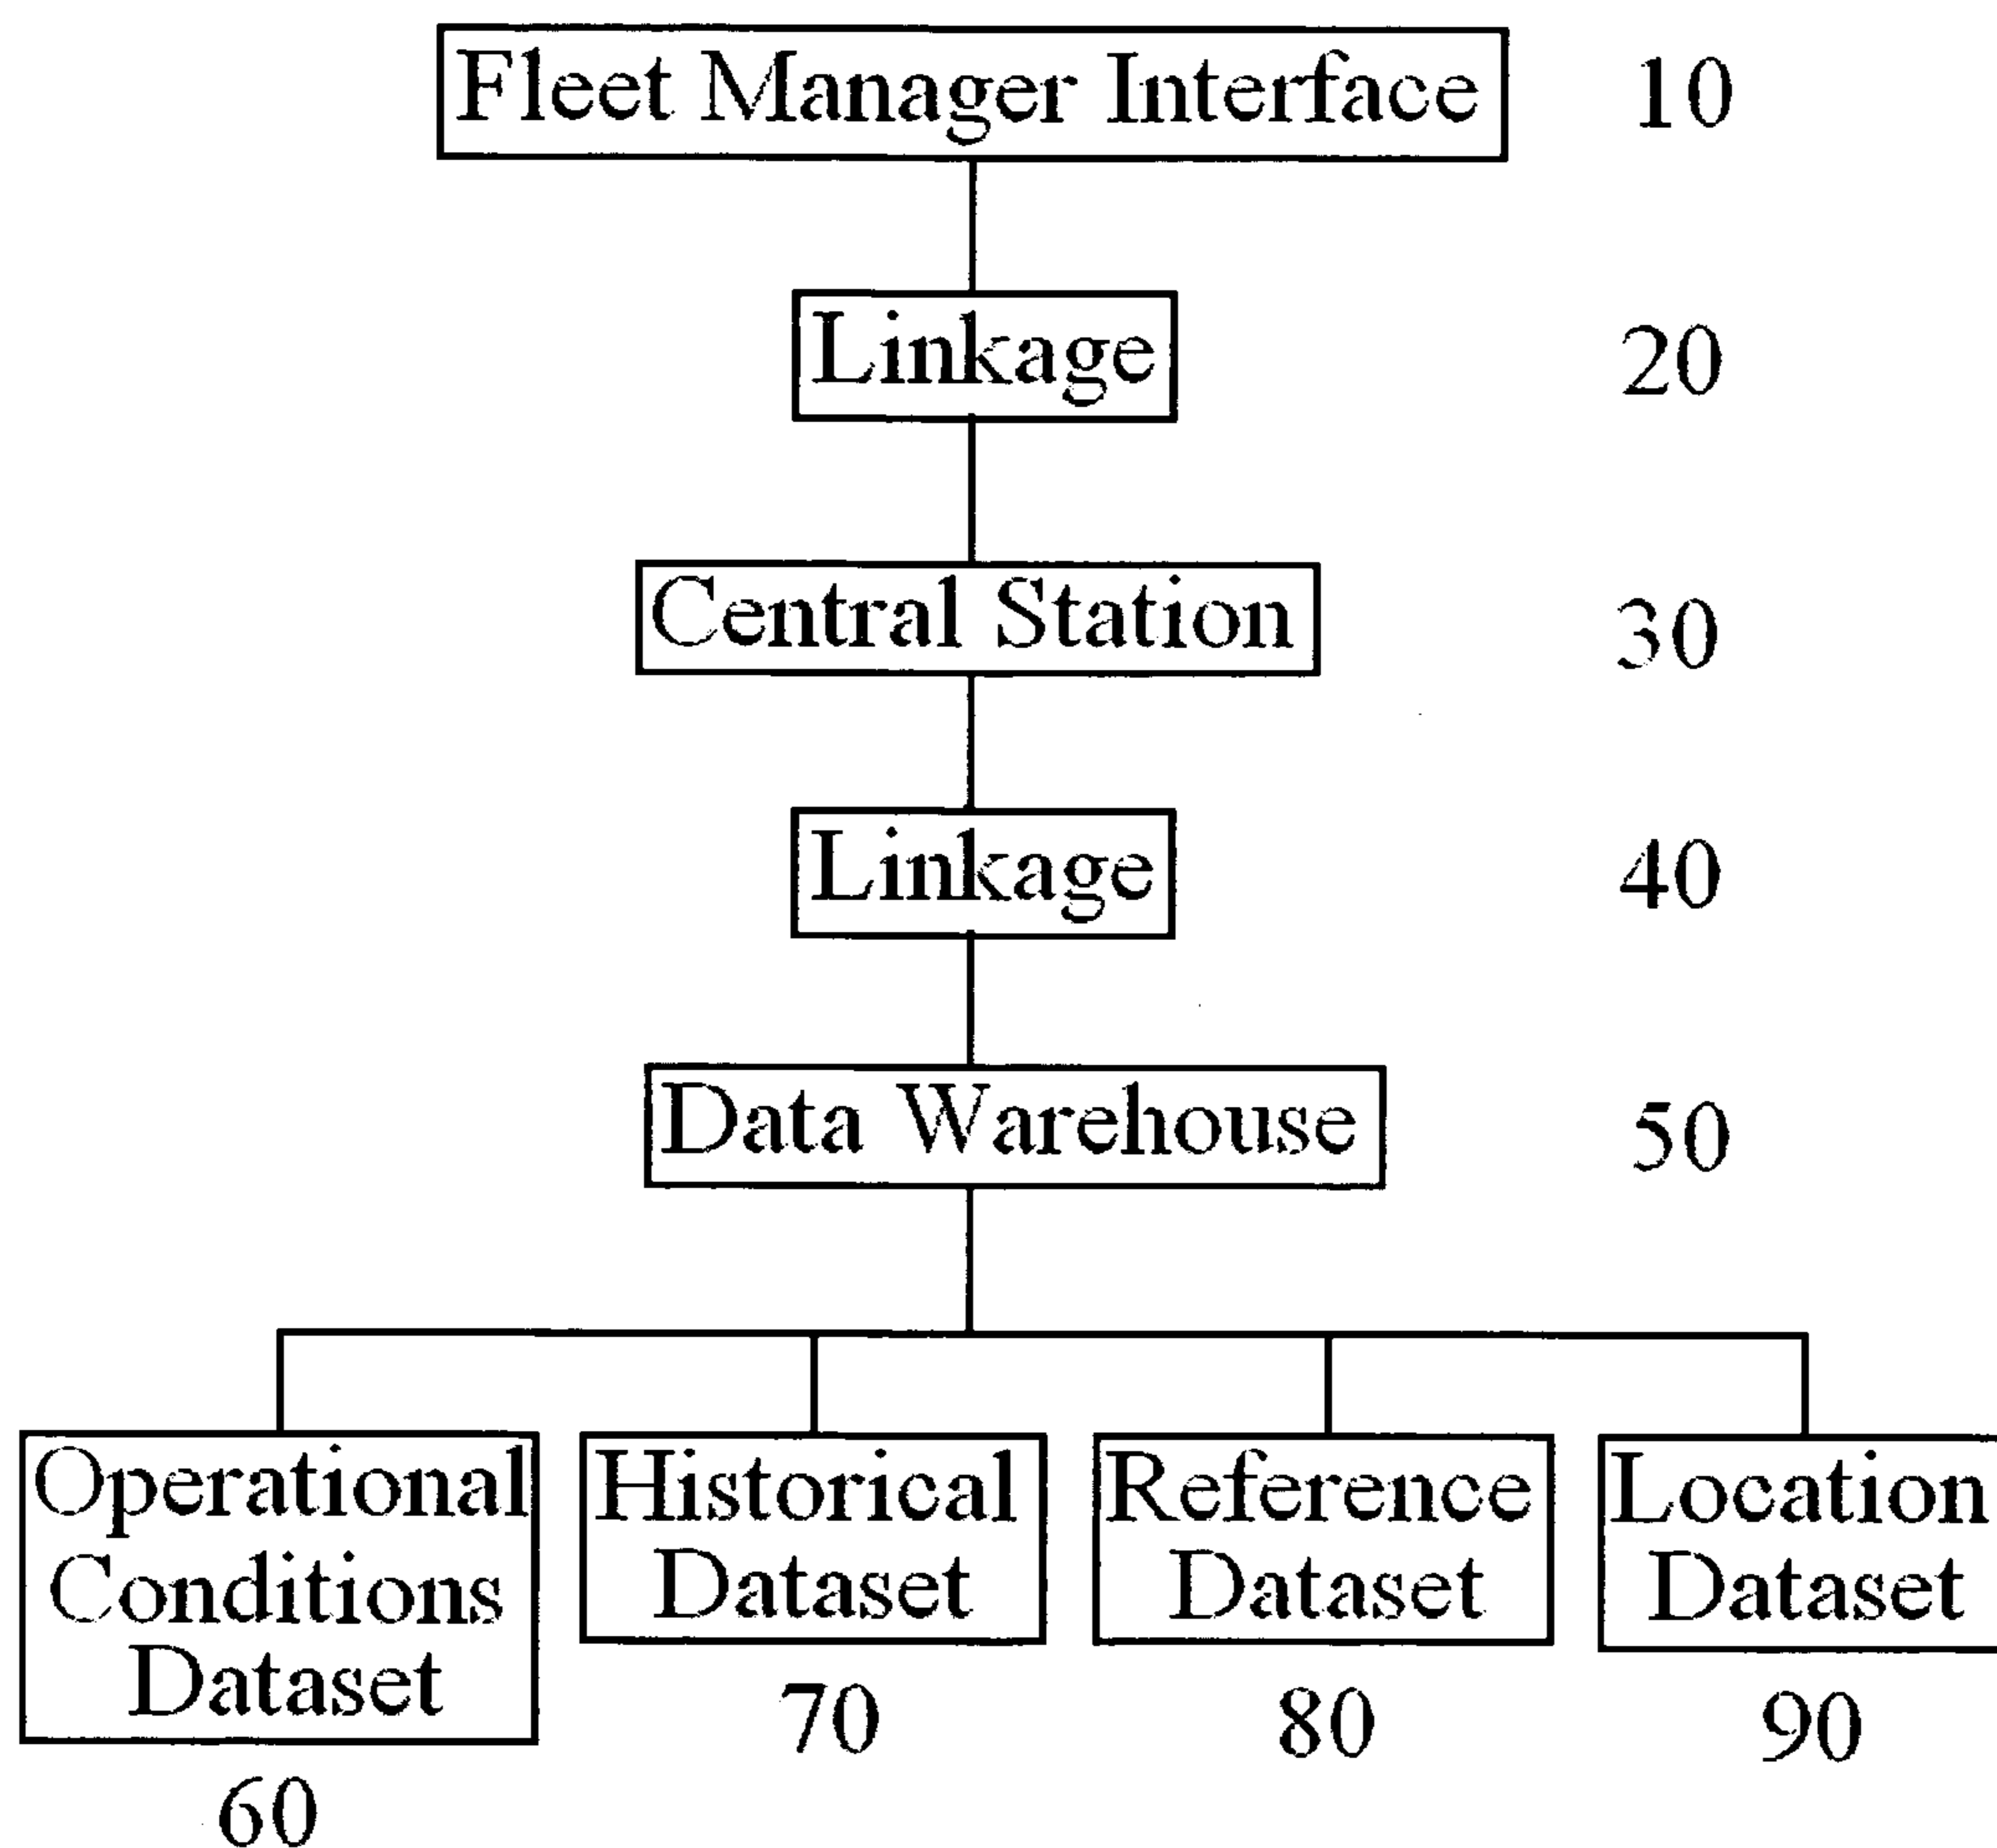 Fleet Manager Interface 10
Linkage 20
Central Station 30
Linkage 40
Data Warehouse 50
Operational
Conditions
Dataset
60
Historical
Dataset
70
Reference
Dataset
80
Location
Dataset
90